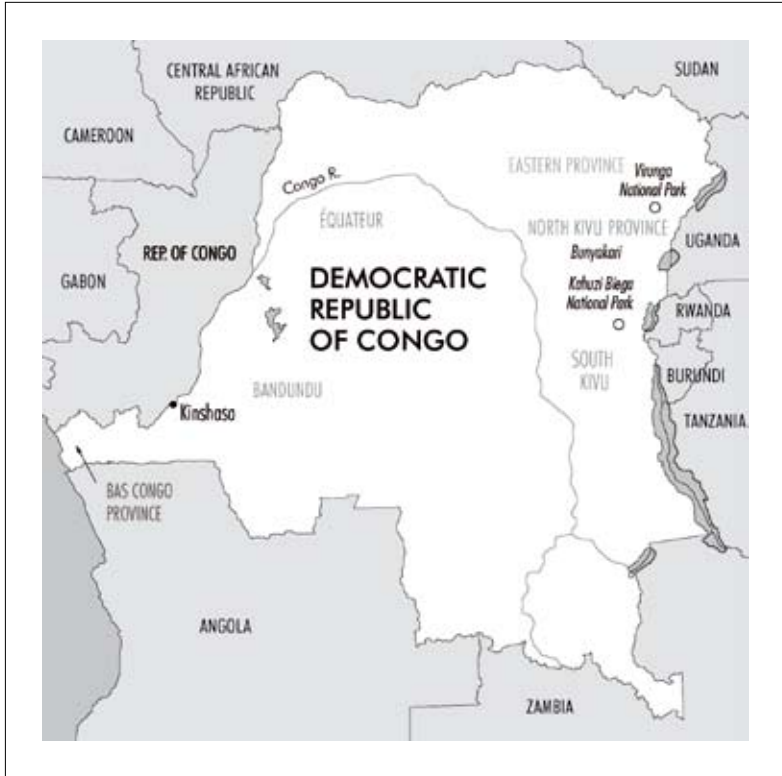 CENTRAL AFRICAN
REPUBLIC
SUDAN
CAMEROON
EASTERN PROVINCE
Virunga
National Park
Congo R.
ÉQUATEUR
NORTH KIVU PROVINCE
Bunyakari
UGANDA
REP. OF CONGO
GABON
DEMOCRATIC
REPUBLIC
OF CONGO
Kahuzi Biega
National Park
RWANDA
SOUTH
KIVU
BURUNDI
BANDUNDU
Kinshasa
TANZANIA
BAS CONGO
PROVINCE
ANGOLA
ZAMBIA